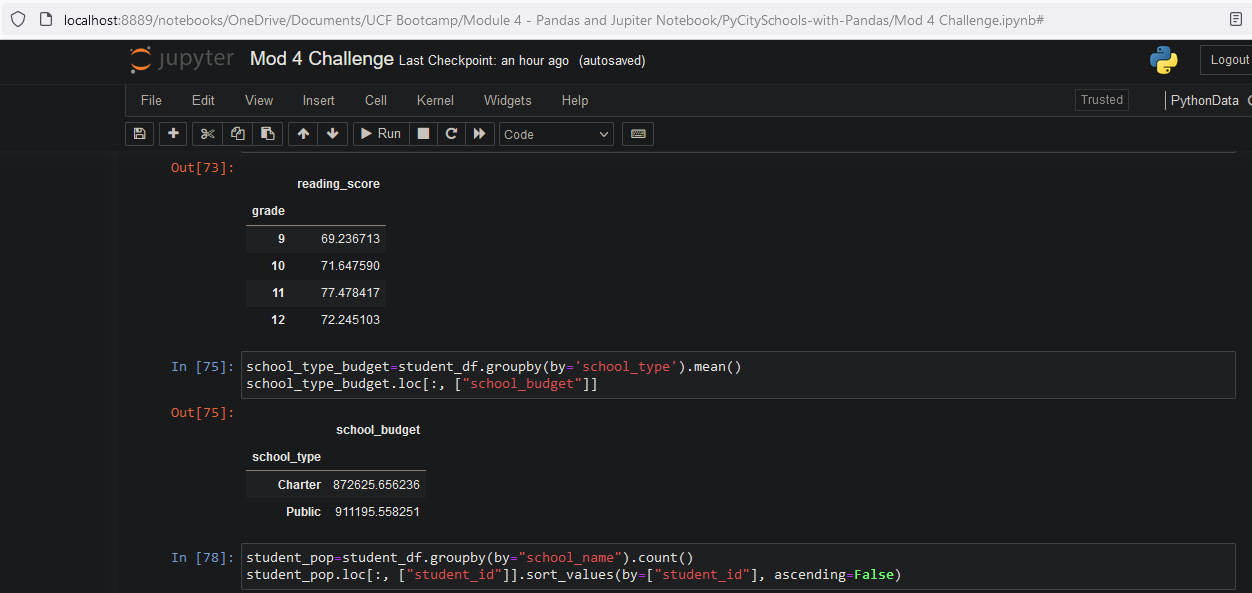 localhost:8889/notebooks/OneDrive/Documents/UCF Bootcamp/Module 4 - Pandas and Jupiter Notebook/PyCitySchools-with-Pandas/Mod 4 Challenge.ipynb#
jupyter Mod 4 Challenge Last Checkpoint: an hour ago (autosaved) Logout
File Edit View Insert Cell Kernel Widgets Help Trusted PythonData
Run Code
Out[73]:
reading_score
grade
9 69.236713
10 71.647590
11 77.478417
12 72.245103
In [75]: school_type_budget=student_df.groupby(by='school_type').mean()
school_type_budget.loc[:, ["school_budget"]]
Out[75]:
school_budget
school_type
Charter 872625.656236
Public 911195.558251
In [78]: student_pop=student_df.groupby(by="school_name").count()
student_pop.loc[:, ["student_id"]].sort_values(by=["student_id"], ascending=False)